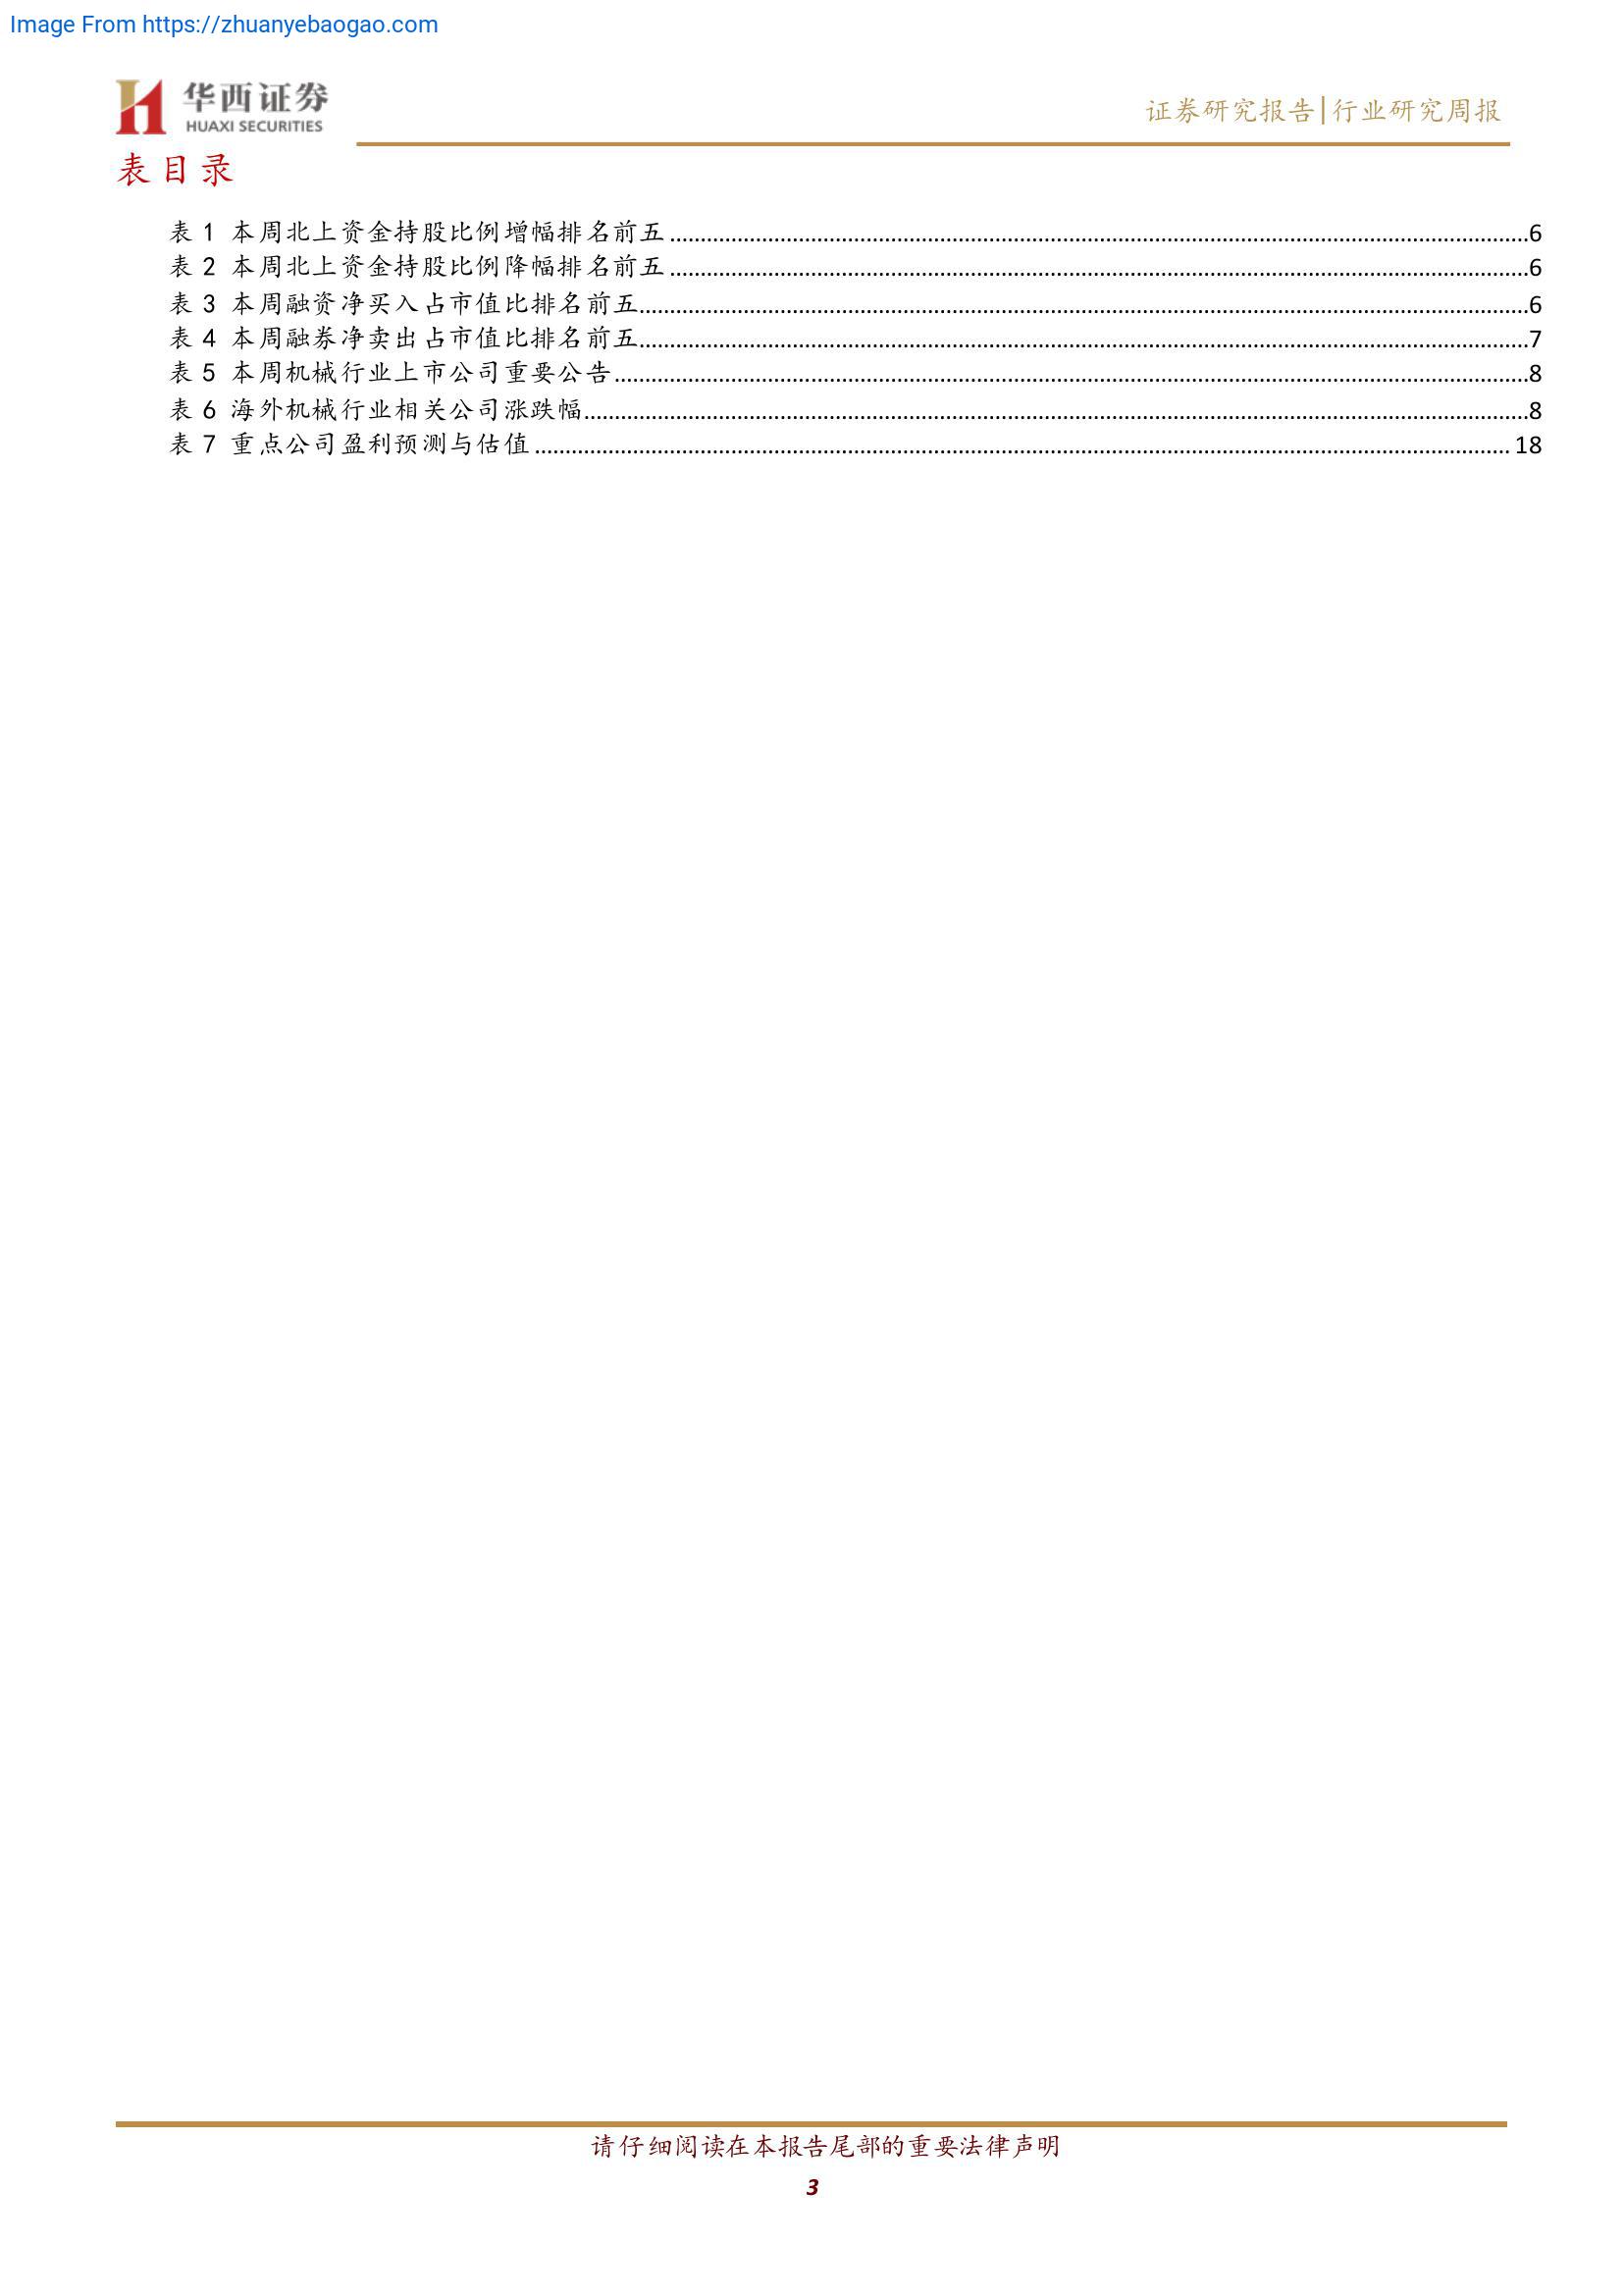 Image From https://zhuanyebaogao.com
华西证券
HUAXI SECURITIES
证券研究报告|行业研究周报
表目录
表 1 本周北上资金持股比例增幅排名前五........................................................6
表 2 本周北上资金持股比例降幅排名前五........................................................6
表 3 本周融资净买入占市值比排名前五........................................................6
表 4 本周融券净卖出占市值比排名前五........................................................7
表 5 本周机械行业上市公司重要公告........................................................8
表 6 海外机械行业相关公司涨跌幅........................................................8
表 7 重点公司盈利预测与估值........................................................ 18
请仔细阅读在本报告尾部的重要法律声明
3